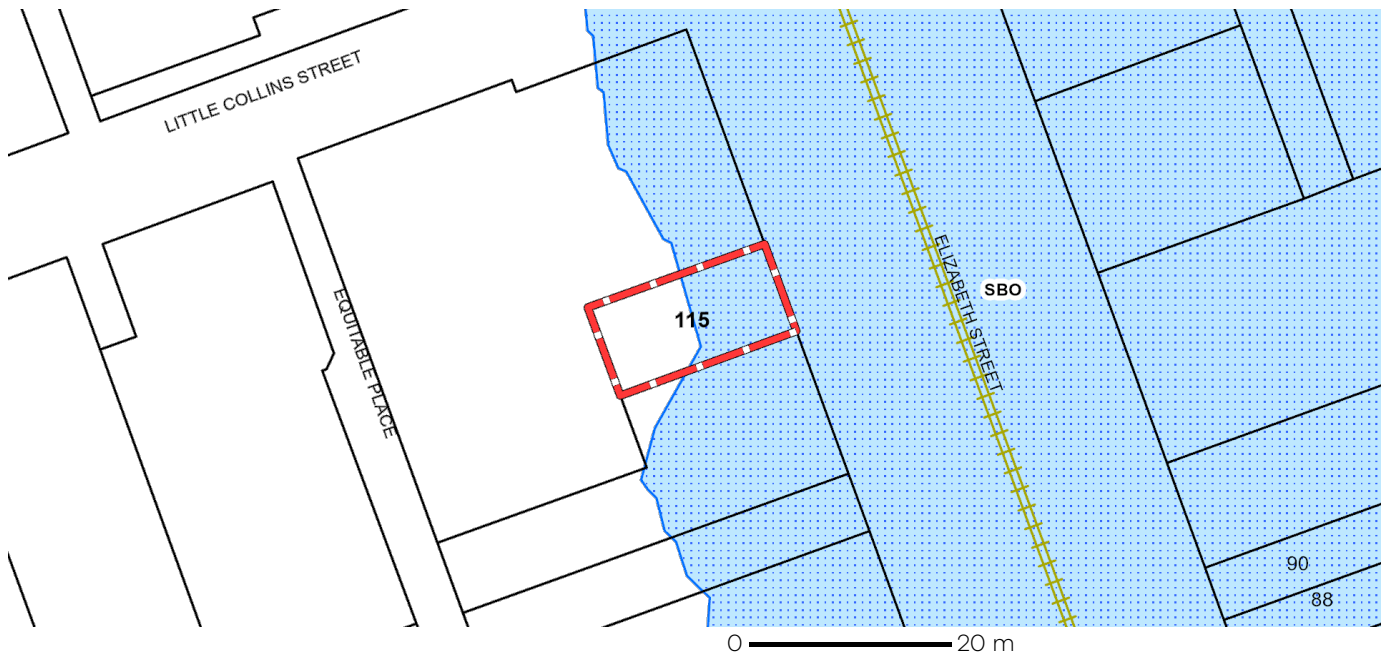 LITTLE COLLINS STREET
EQUITABLE PLACE
115
ELIZABETH STREET
SBO
90
88
0 20 m